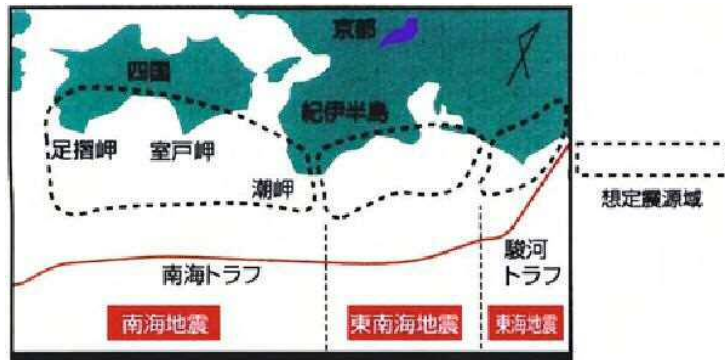 京都
四国
紀伊半島
足摺岬
室戸岬
潮岬
想定震源域
南海トラフ
駿河
トラフ
南海地震
東南海地震
東海地震